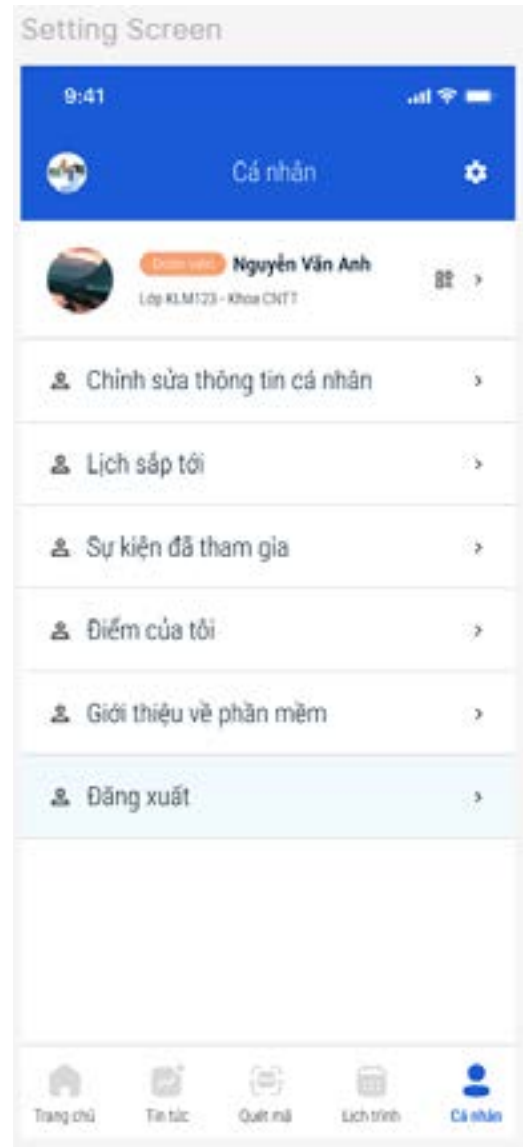 Setting Screen
9:41
Cá nhân
Đoàn viên Nguyễn Văn Anh
Lớp KLM123 - Khoa CNTT
Chỉnh sửa thông tin cá nhân
Lịch sắp tới
Sự kiện đã tham gia
Điểm của tôi
Giới thiệu về phần mềm
Đăng xuất
Trang chủ Tin tức Quét mã Lịch trình Cá nhân